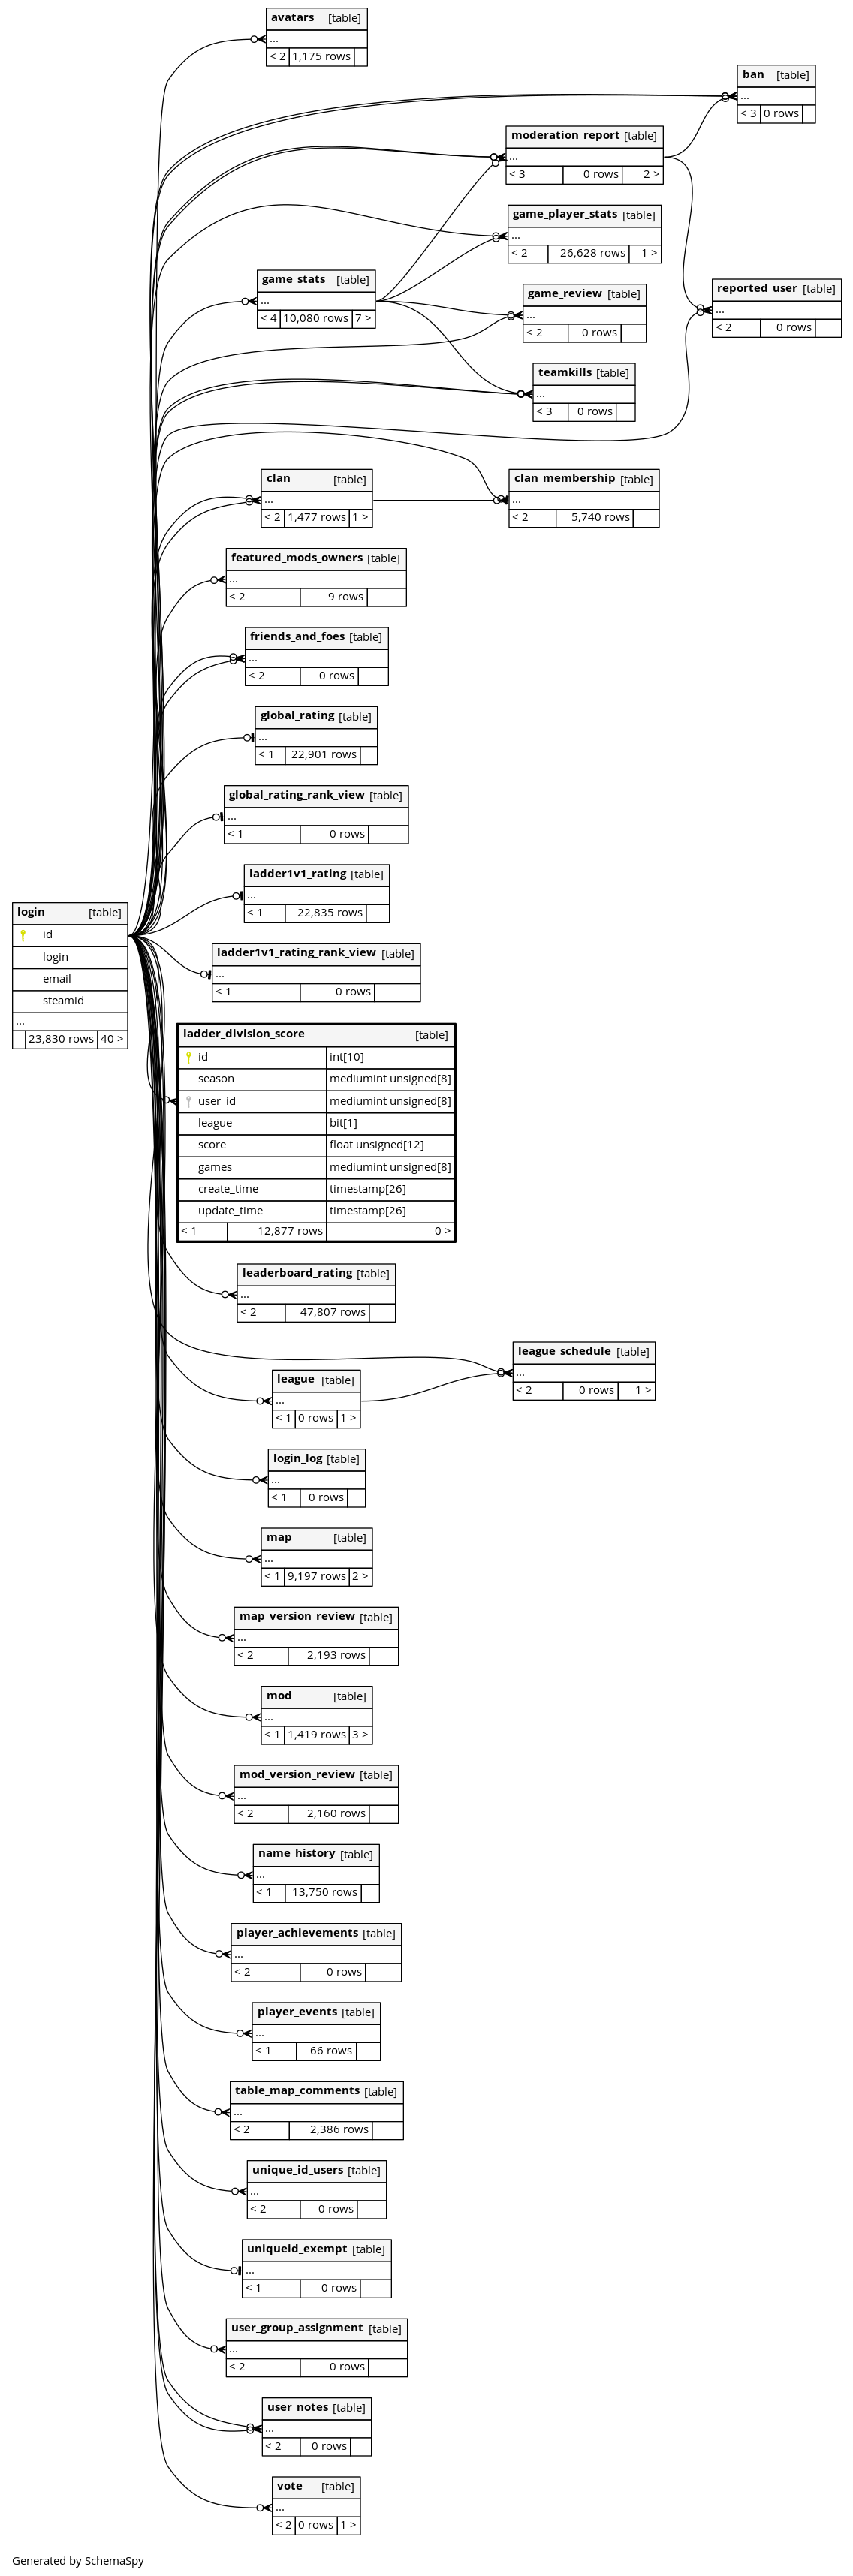 avatars [table]
...
< 2 1,175 rows
ban [table]
...
< 3 0 rows
moderation_report [table]
...
< 3 0 rows 2 >
game_player_stats [table]
...
< 2 26,628 rows 1 >
game_stats [table]
...
< 4 10,080 rows 7 >
game_review [table]
...
< 2 0 rows
reported_user [table]
...
< 2 0 rows
teamkills [table]
...
< 3 0 rows
clan [table]
...
< 2 1,477 rows 1 >
clan_membership [table]
...
< 2 5,740 rows
featured_mods_owners [table]
...
< 2 9 rows
friends_and_foes [table]
...
< 2 0 rows
global_rating [table]
...
< 1 22,901 rows
global_rating_rank_view [table]
...
< 1 0 rows
ladder1v1_rating [table]
...
< 1 22,835 rows
login [table]
id
login
email
steamid
...
23,830 rows 40 >
ladder1v1_rating_rank_view [table]
...
< 1 0 rows
ladder_division_score [table]
id int[10]
season mediumint unsigned[8]
user_id mediumint unsigned[8]
league bit[1]
score float unsigned[12]
games mediumint unsigned[8]
create_time timestamp[26]
update_time timestamp[26]
< 1 12,877 rows 0 >
leaderboard_rating [table]
...
< 2 47,807 rows
league_schedule [table]
...
< 2 0 rows 1 >
league [table]
...
< 1 0 rows 1 >
login_log [table]
...
< 1 0 rows
map [table]
...
< 1 9,197 rows 2 >
map_version_review [table]
...
< 2 2,193 rows
mod [table]
...
< 1 1,419 rows 3 >
mod_version_review [table]
...
< 2 2,160 rows
name_history [table]
...
< 1 13,750 rows
player_achievements [table]
...
< 2 0 rows
player_events [table]
...
< 1 66 rows
table_map_comments [table]
...
< 2 2,386 rows
unique_id_users [table]
...
< 2 0 rows
uniqueid_exempt [table]
...
< 1 0 rows
user_group_assignment [table]
...
< 2 0 rows
user_notes [table]
...
< 2 0 rows
vote [table]
...
< 2 0 rows 1 >
Generated by SchemaSpy